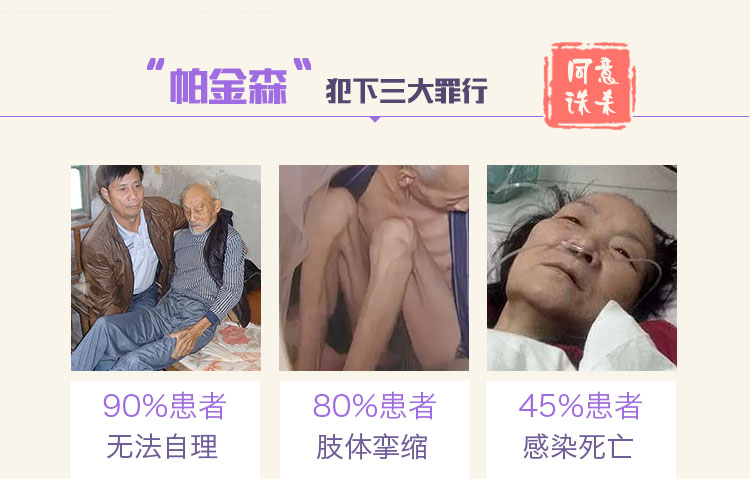 “帕金森” 犯下三大罪行
同意
诛杀
90%患者
无法自理
80%患者
肢体挛缩
45%患者
感染死亡